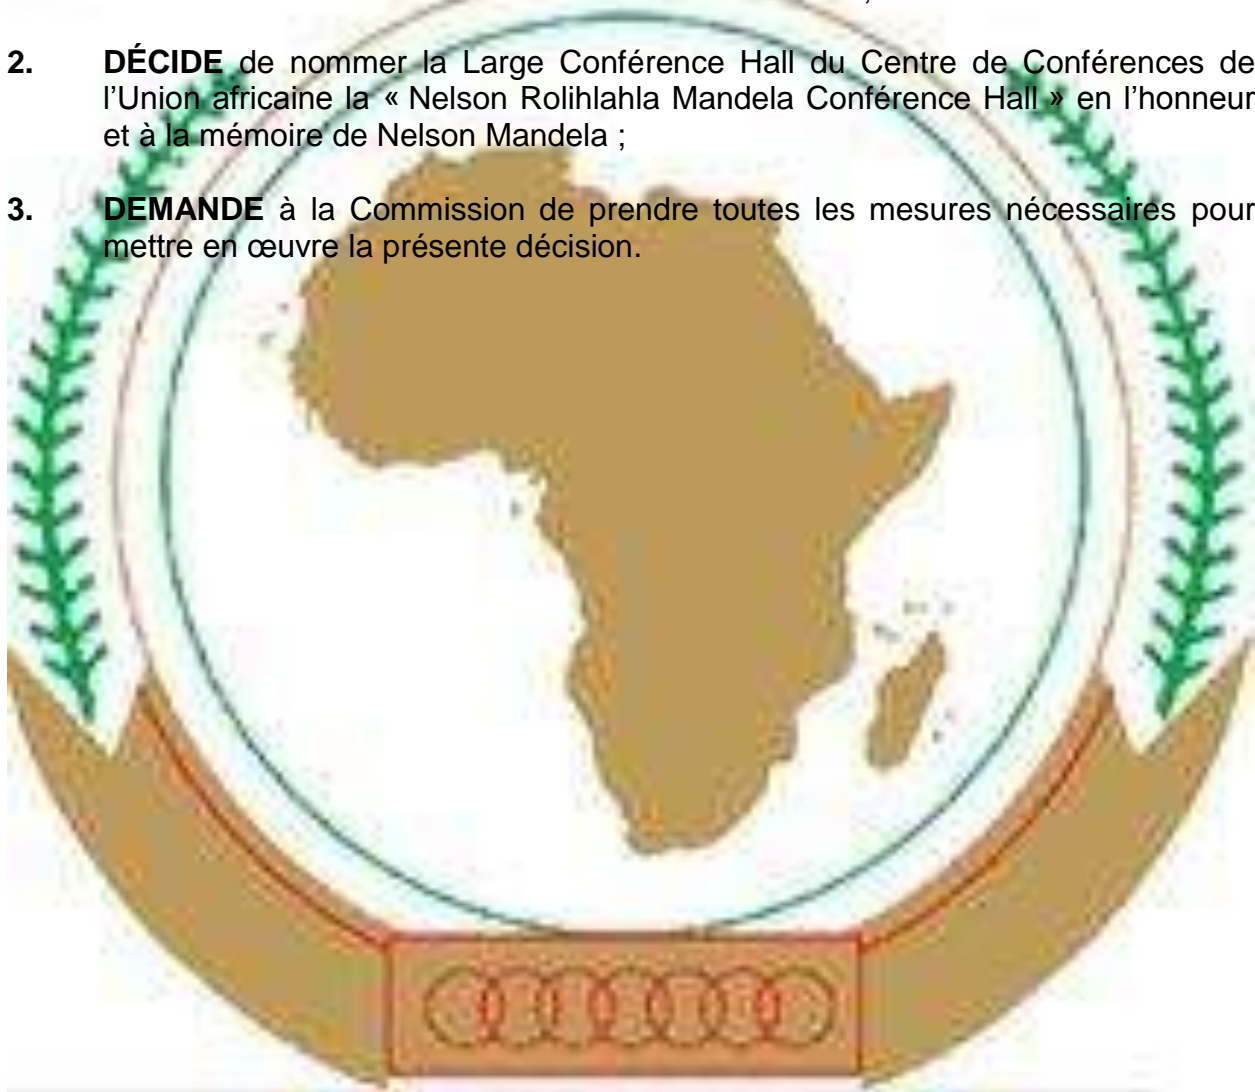 2. DÉCIDE de nommer la Large Conférence Hall du Centre de Conférences de
l’Union africaine la « Nelson Rolihlahla Mandela Conférence Hall » en l’honneur
et à la mémoire de Nelson Mandela ;
3. DEMANDE à la Commission de prendre toutes les mesures nécessaires pour
mettre en œuvre la présente décision.